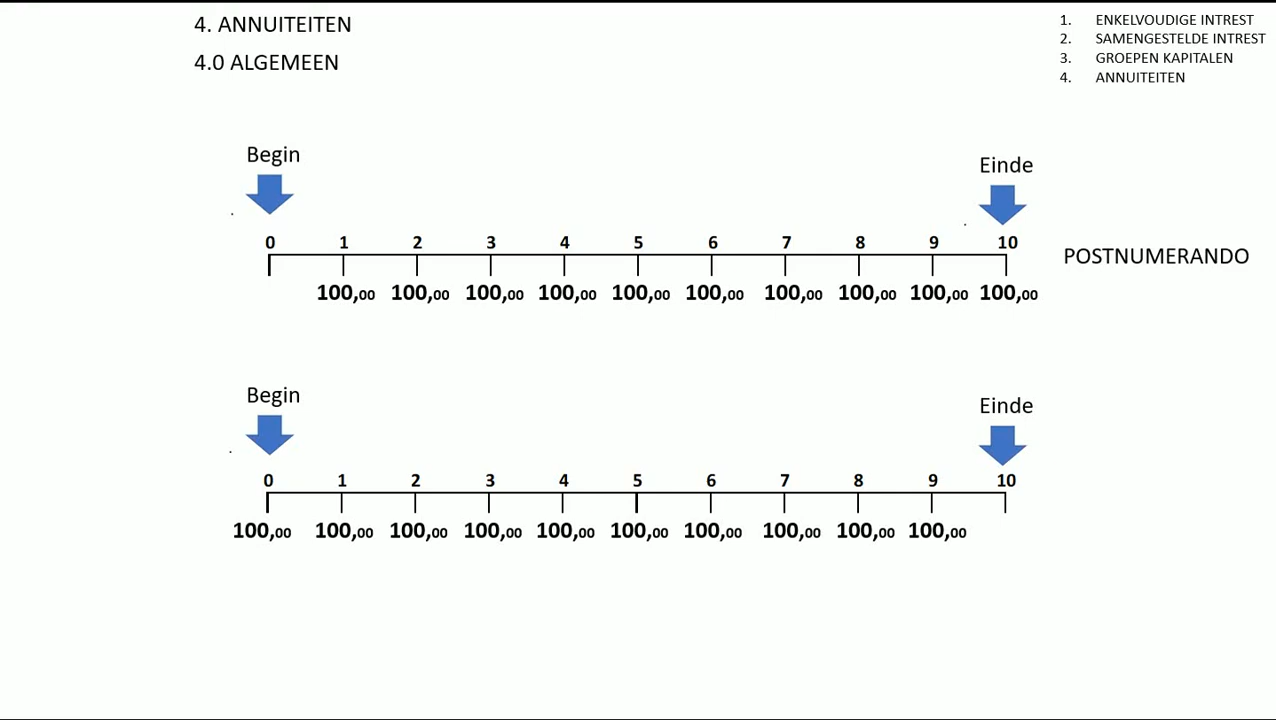 4. ANNUITEITEN
4.0 ALGEMEEN
1. ENKELVOUDIGE INTREST
2. SAMENGESTELDE INTREST
3. GROEPEN KAPITALEN
4. ANNUITEITEN
Begin
Einde
0 1 2 3 4 5 6 7 8 9 10
POSTNUMERANDO
100,00 100,00 100,00 100,00 100,00 100,00 100,00 100,00 100,00 100,00
Begin
Einde
0 1 2 3 4 5 6 7 8 9 10
100,00 100,00 100,00 100,00 100,00 100,00 100,00 100,00 100,00 100,00